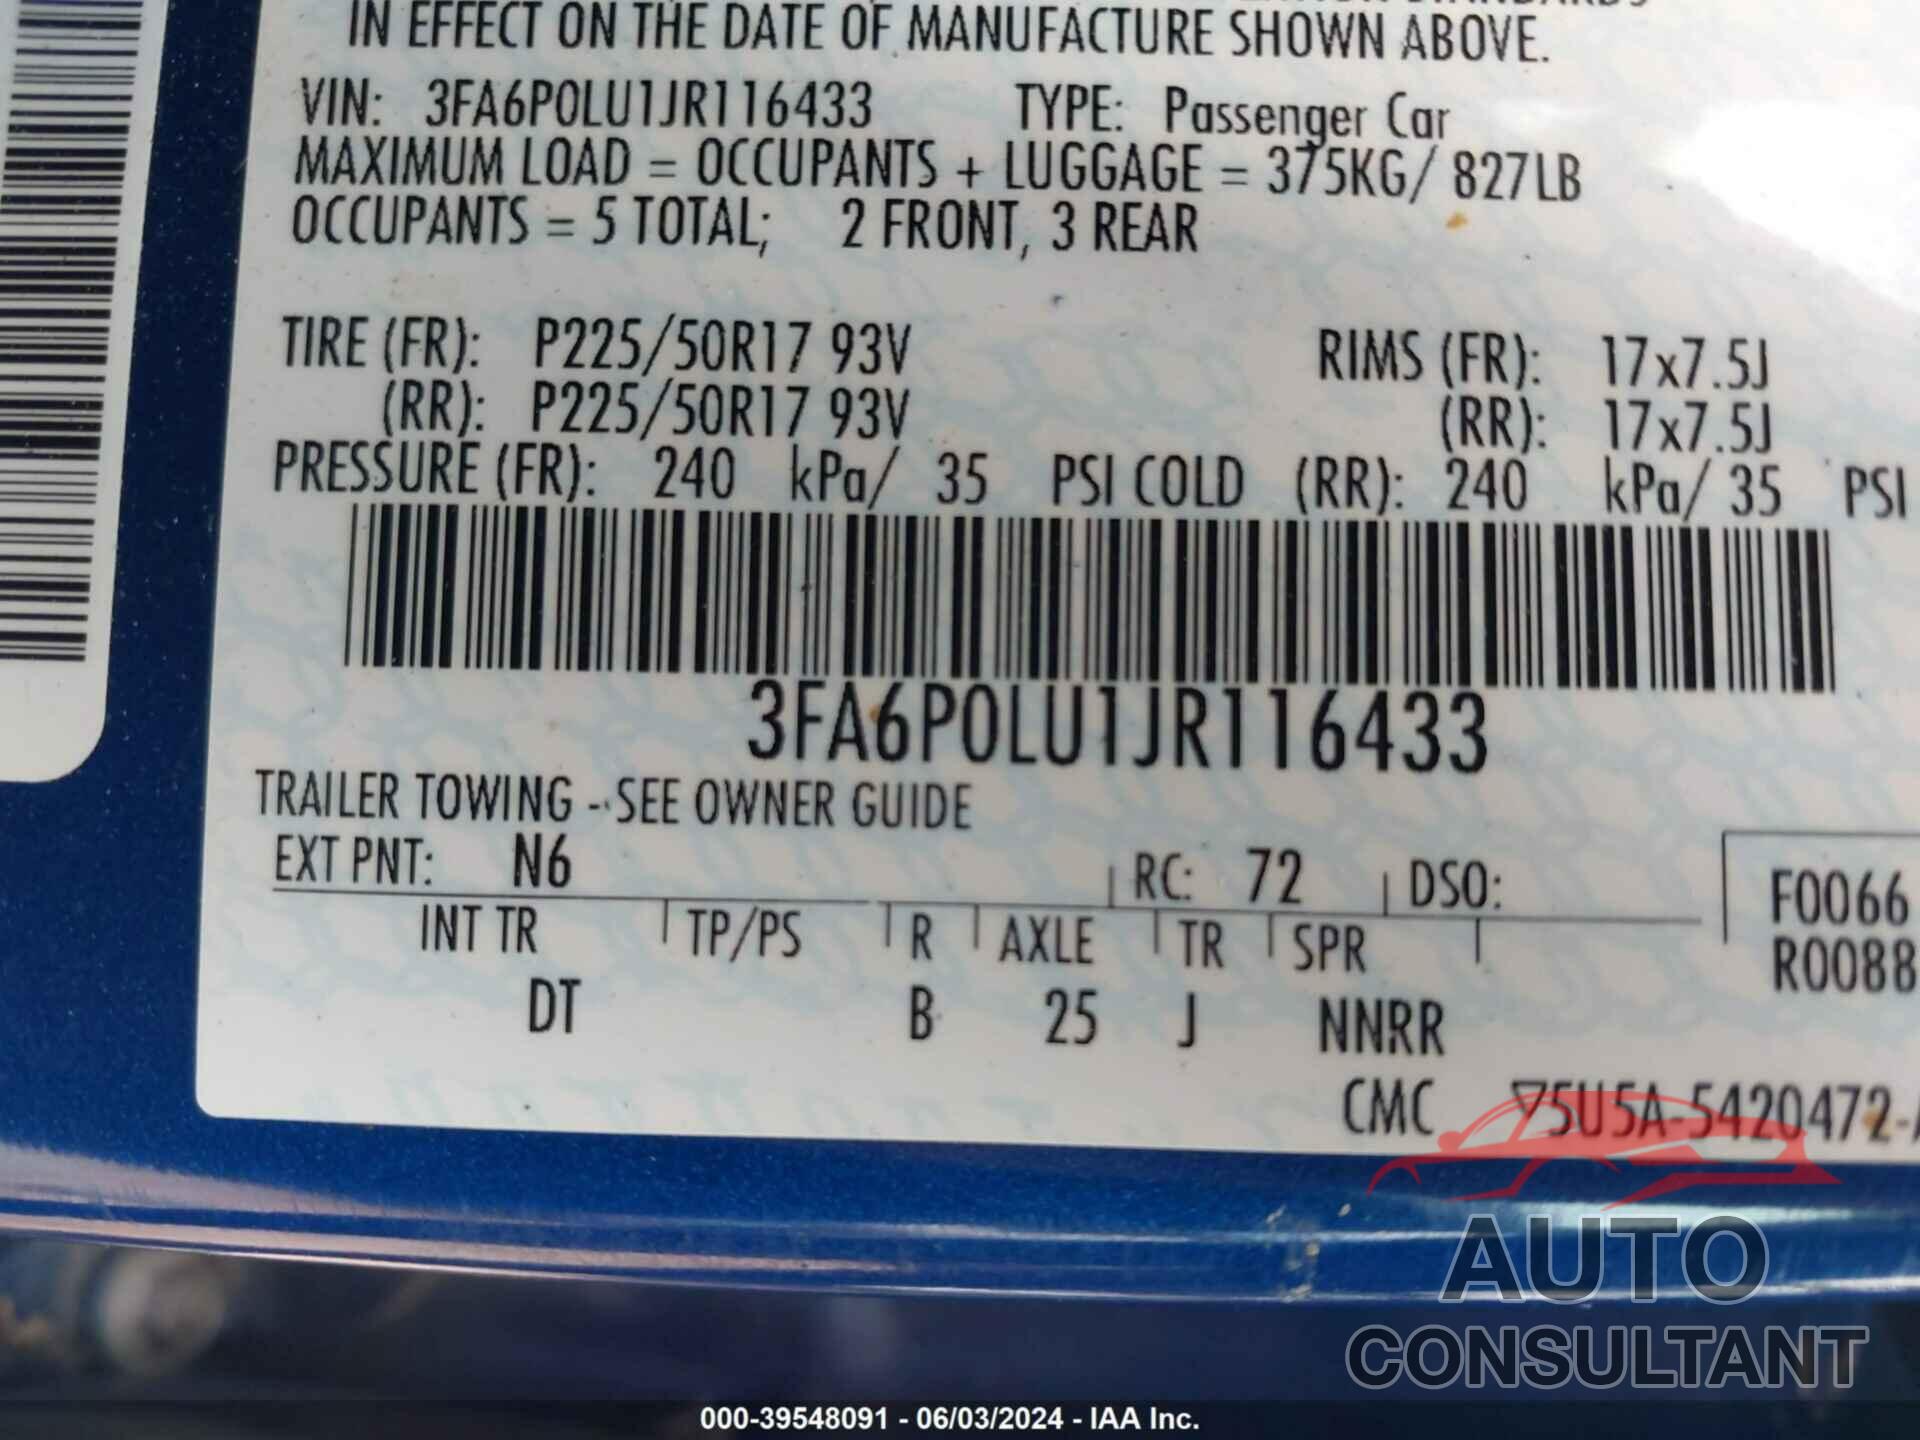 IN EFFECT ON THE DATE OF MANUFACTURE SHOWN ABOVE.
VIN: 3FA6P0LU1JR116433 TYPE: Passenger Car
MAXIMUM LOAD = OCCUPANTS + LUGGAGE = 375KG/ 827LB
OCCUPANTS = 5 TOTAL; 2 FRONT, 3 REAR
TIRE (FR): P225/50R17 93V RIMS (FR): 17x7.5J
(RR): P225/50R17 93V (RR): 17x7.5J
PRESSURE (FR): 240 kPa/ 35 PSI COLD (RR): 240 kPa/ 35 PSI
3FA6P0LU1JR116433
TRAILER TOWING - SEE OWNER GUIDE
EXT PNT: N6 RC: 72 DSO: F0066
INT TR TP/PS R AXLE TR SPR R0088
DT B 25 J NNRR
CMC 5U5A-5420472-
AUTO
CONSULTANT
000-39548091 - 06/03/2024 - IAA Inc.